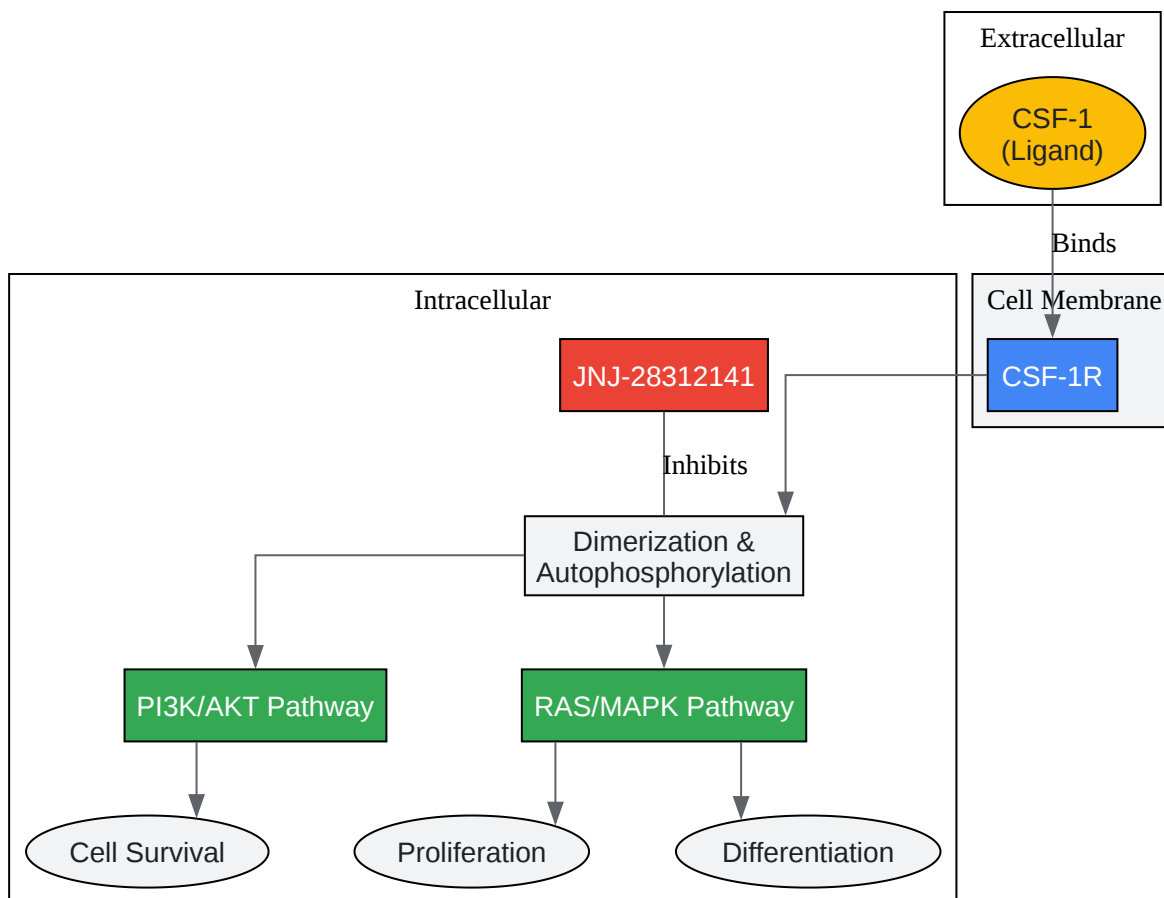 Extracellular
CSF-1
(Ligand)
Binds
Intracellular
Cell Membrane
JNJ-28312141
CSF-1R
Inhibits
Dimerization &
Autophosphorylation
PI3K/AKT Pathway
RAS/MAPK Pathway
Cell Survival
Proliferation
Differentiation